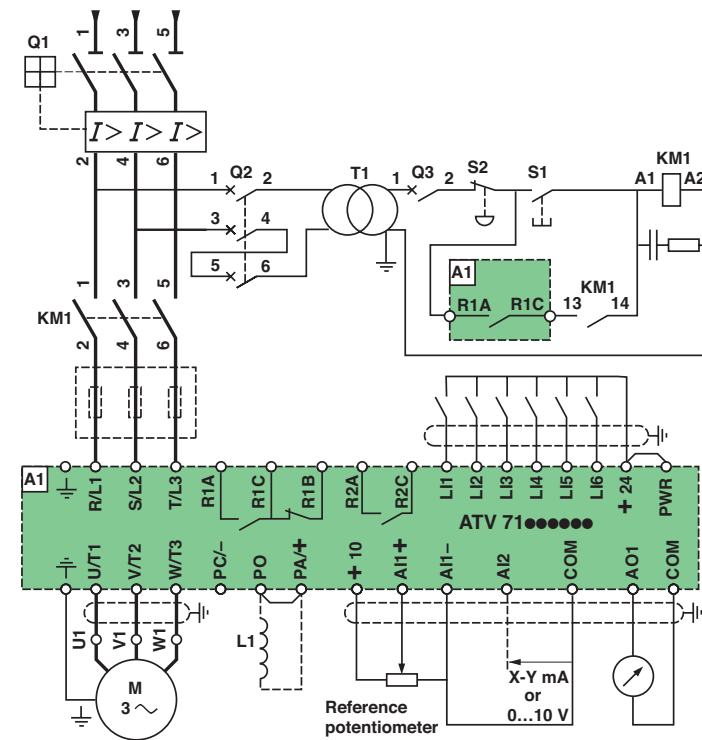 1 3 5
Q1
I> I> I>
2 4 6
1 Q2 2
3 4
5 6
T1
1 Q3 2
S2 S1
KM1
A1 A2
A1
R1A R1C
KM1
13 14
1 3 5
KM1
2 4 6
A1
R/L1 S/L2 T/L3 R1A R1C R1B R2A R2C LI1 LI2 LI3 LI4 LI5 LI6 +24 PWR
ATV 71●●●●●●
U/T1 V/T2 W/T3 PC/– PO PA/+ +10 AI1+ AI1– AI2 COM AO1 COM
U1 V1 W1
L1
M
3 ~
Reference
potentiometer
X-Y mA
or
0…10 V